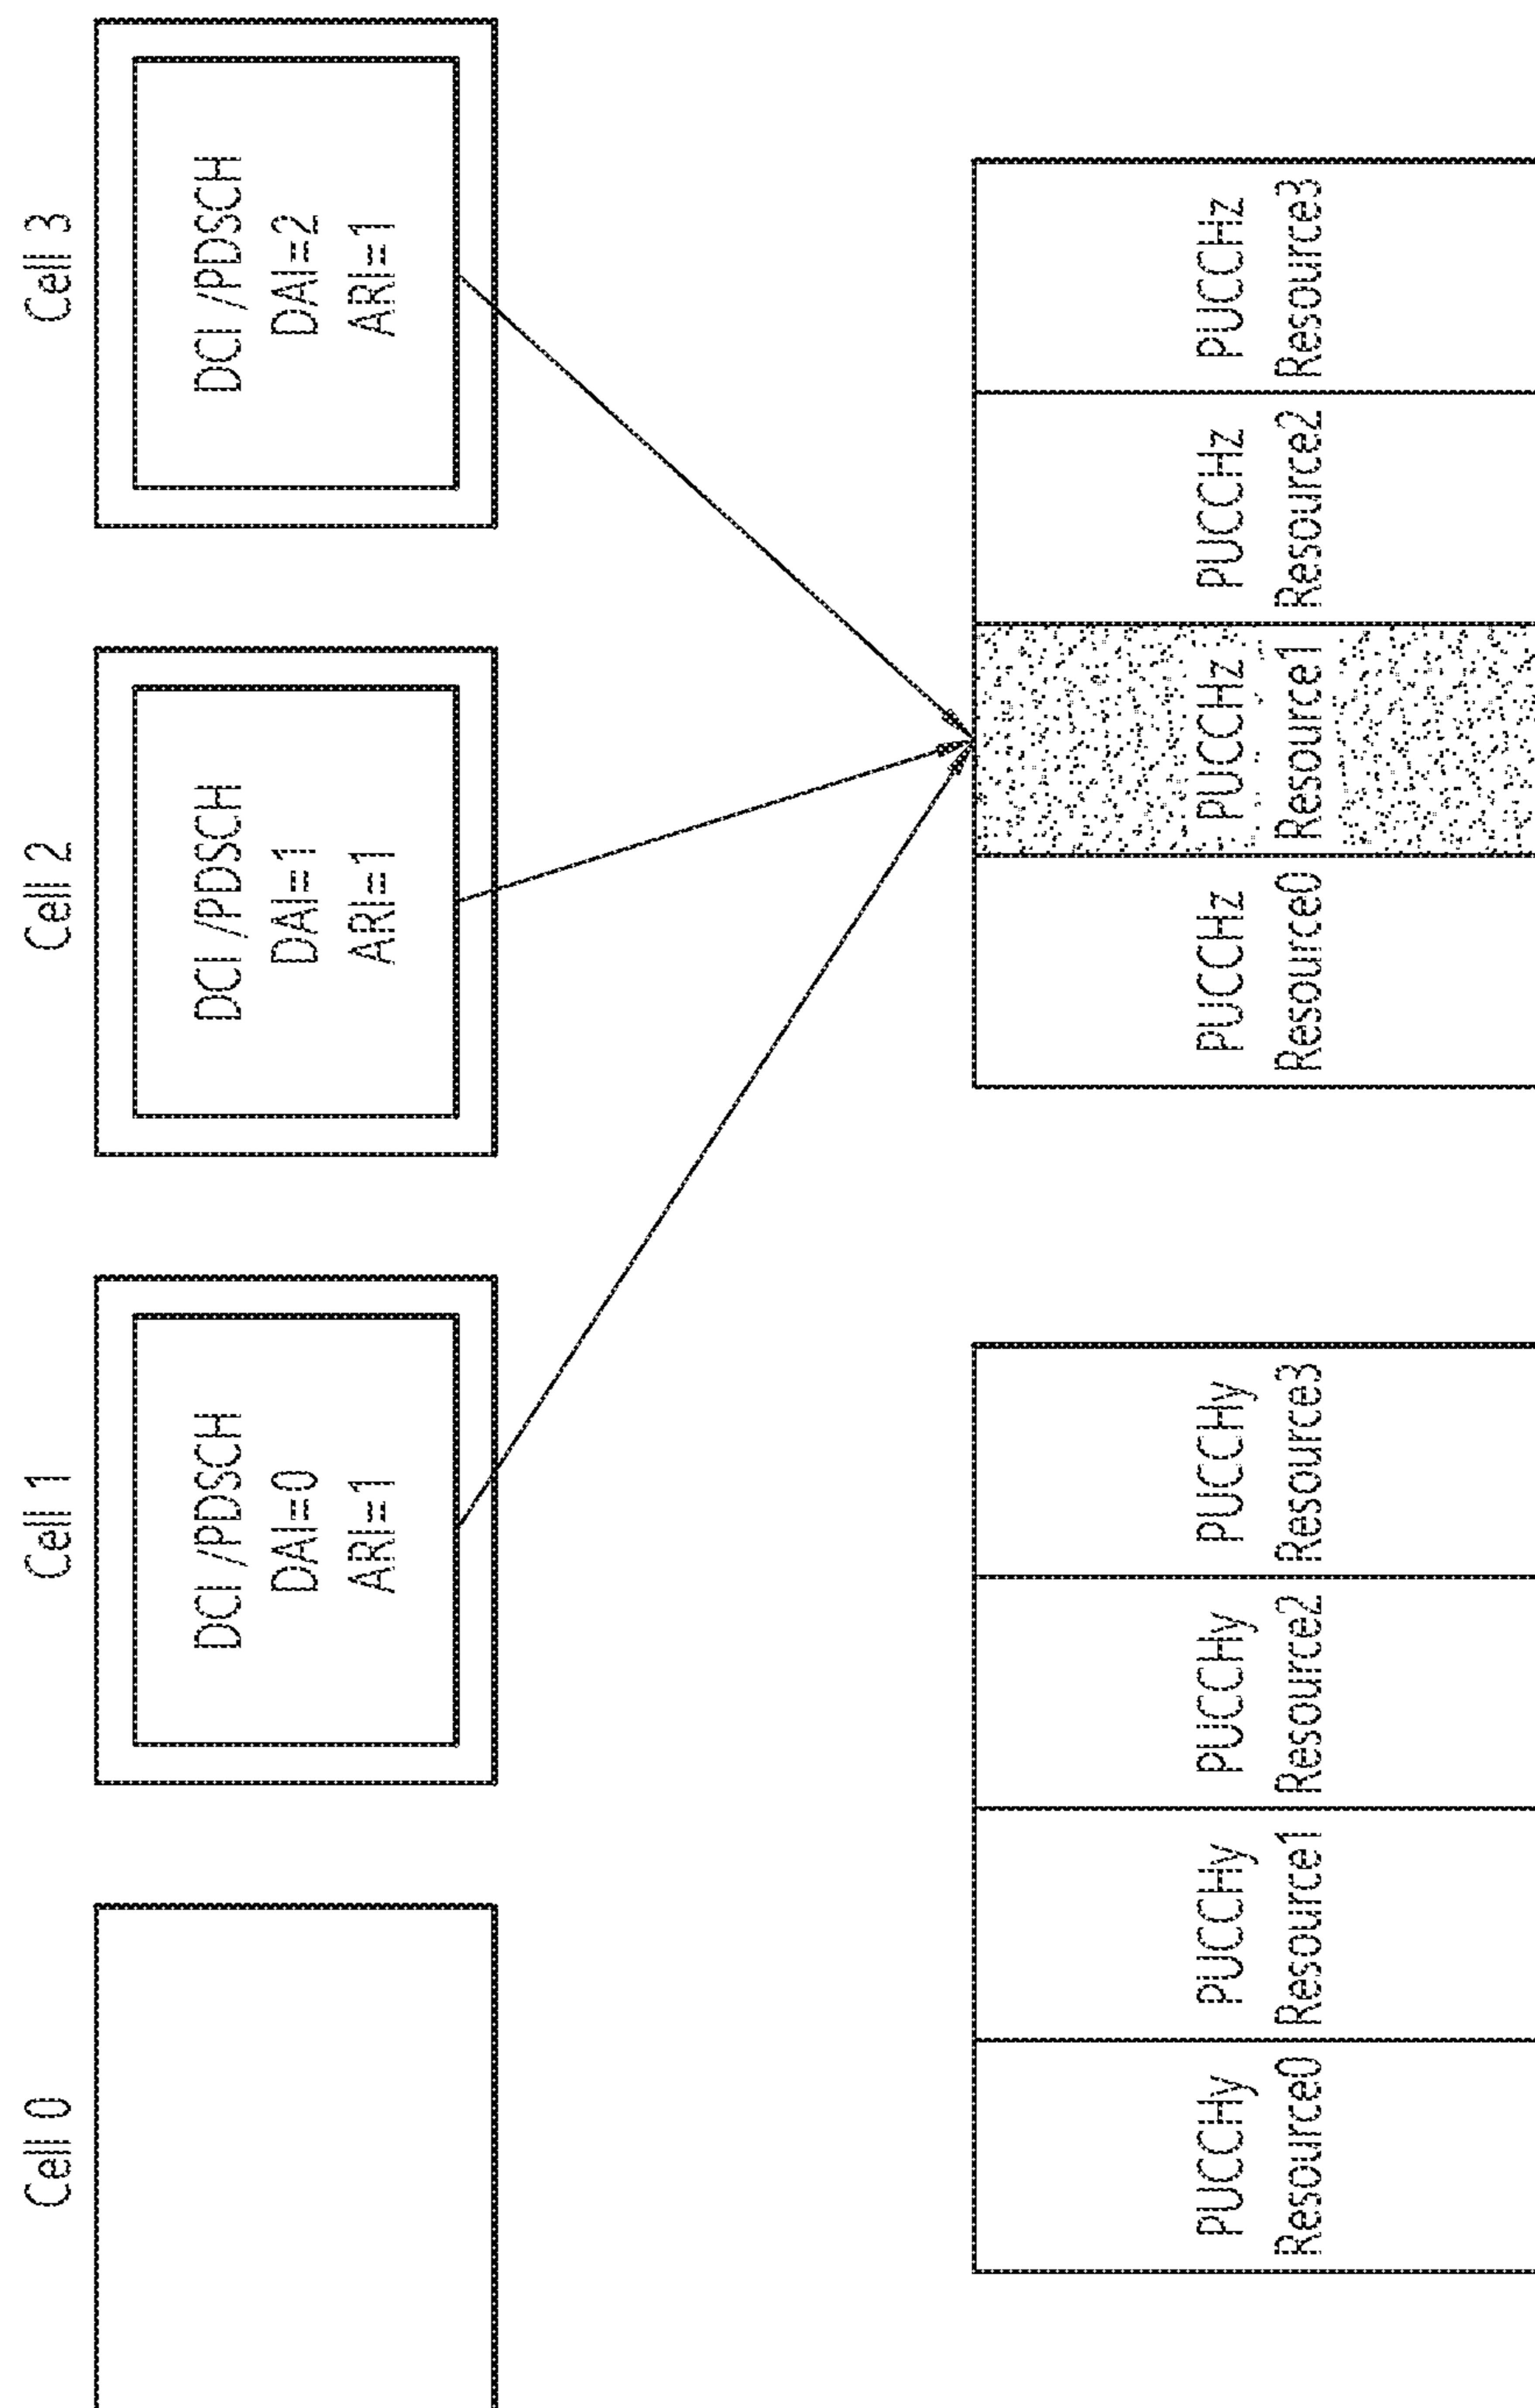 Cell 0
Cell 1
Cell 2
Cell 3
DCI /PDSCH
DAI=0
ARI=1
DCI /PDSCH
DAI=1
ARI=1
DCI /PDSCH
DAI=2
ARI=1
PUCCHy
Resource0
PUCCHy
Resource1
PUCCHy
Resource2
PUCCHy
Resource3
PUCCHz
Resource0
PUCCHz
Resource1
PUCCHz
Resource2
PUCCHz
Resource3